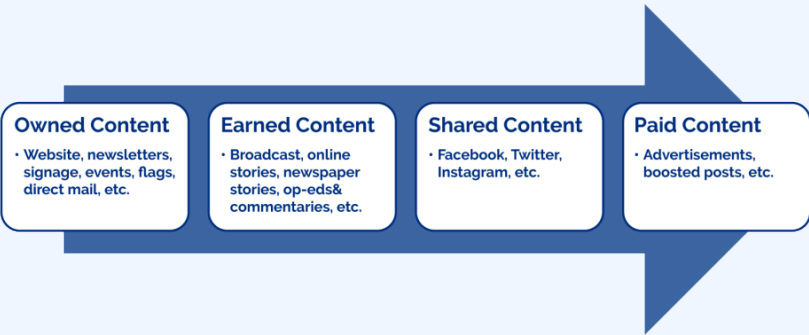 Owned Content
• Website, newsletters,
signage, events, flags,
direct mail, etc.
Earned Content
• Broadcast, online
stories, newspaper
stories, op-eds&
commentaries, etc.
Shared Content
• Facebook, Twitter,
Instagram, etc.
Paid Content
• Advertisements,
boosted posts, etc.